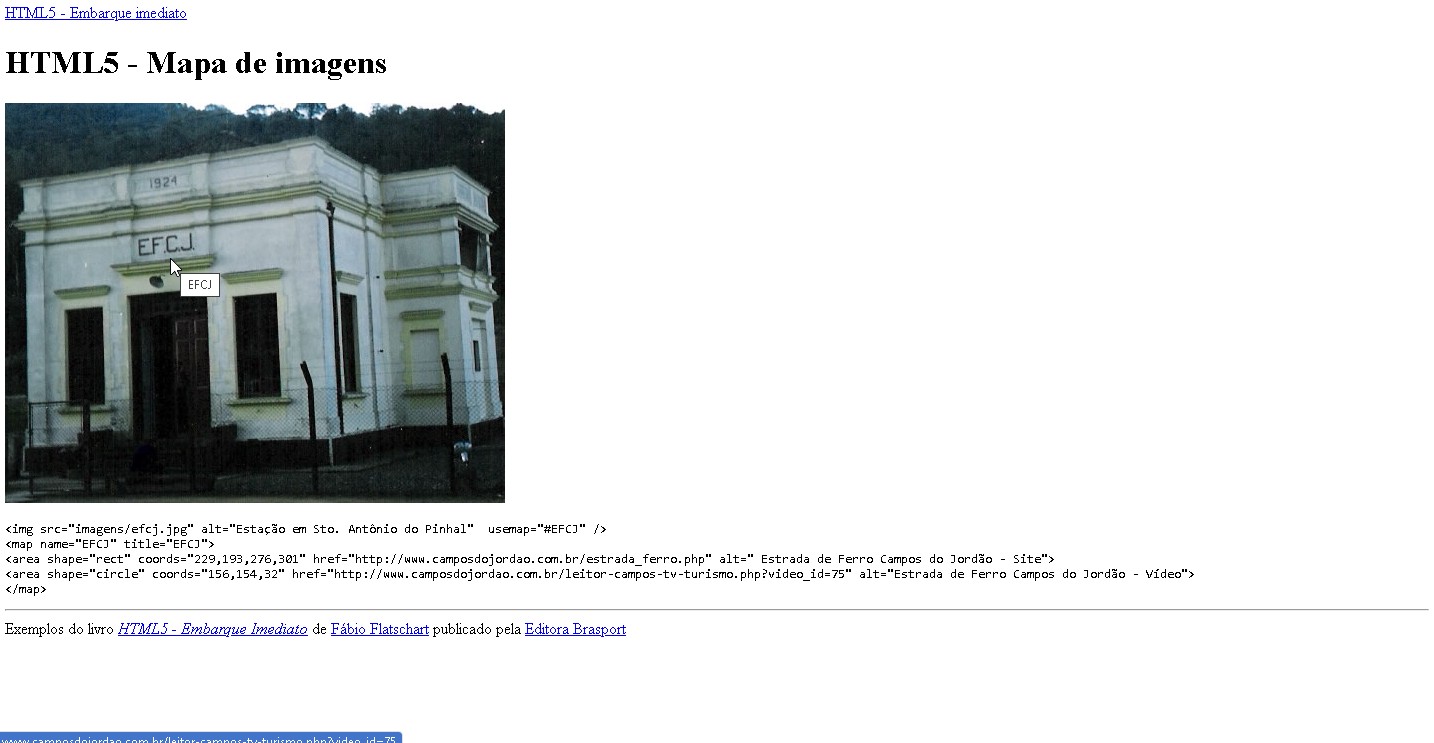 HTML5 - Embarque imediato
HTML5 - Mapa de imagens
1924
E.F.C.J.
EFCJ
<img src="imagens/efcj.jpg" alt="Estação em Sto. Antônio do Pinhal"  usemap="#EFCJ" />
<map name="EFCJ" title="EFCJ">
<area shape="rect" coords="229,193,276,301" href="http://www.camposdojordao.com.br/estrada_ferro.php" alt=" Estrada de Ferro Campos do Jordão - Site">
<area shape="circle" coords="156,154,32" href="http://www.camposdojordao.com.br/leitor-campos-tv-turismo.php?video_id=75" alt="Estrada de Ferro Campos do Jordão - Vídeo">
</map>
Exemplos do livro HTML5 - Embarque Imediato de Fábio Flatschart publicado pela Editora Brasport
www.camposdojordao.com.br/leitor-campos-tv-turismo.php?video_id=75